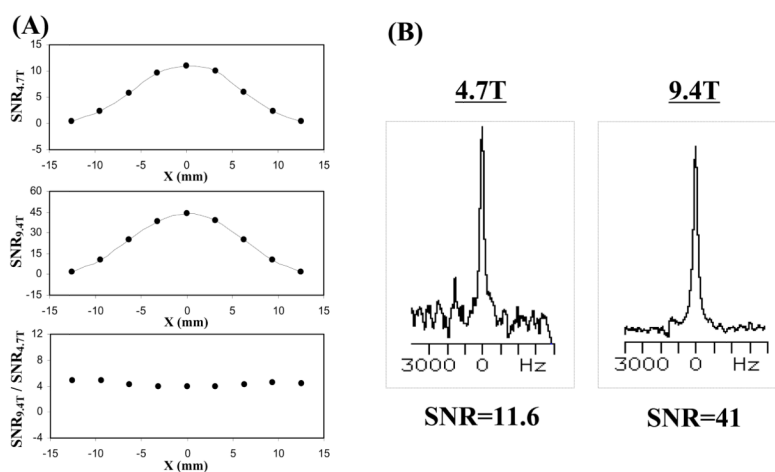 (A)
15
10
5
0
-5
SNR4.7T
-15 -10 -5 0 5 10 15
X (mm)
60
45
30
15
0
-15
SNR9.4T
-15 -10 -5 0 5 10 15
X (mm)
12
8
4
0
-4
SNR9.4T / SNR4.7T
-15 -10 -5 0 5 10 15
X (mm)
(B)
4.7T
3000 0 Hz
SNR=11.6
9.4T
3000 0 Hz
SNR=41